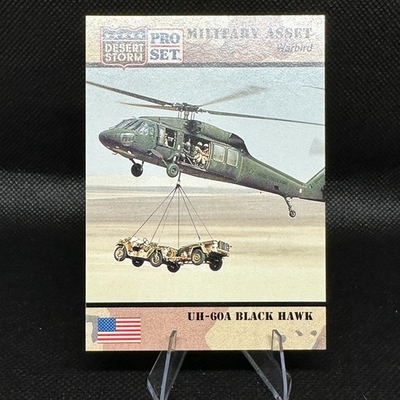 DESERT STORM
PRO SET.
MILITARY ASSET
Warbird
UH-60A BLACK HAWK